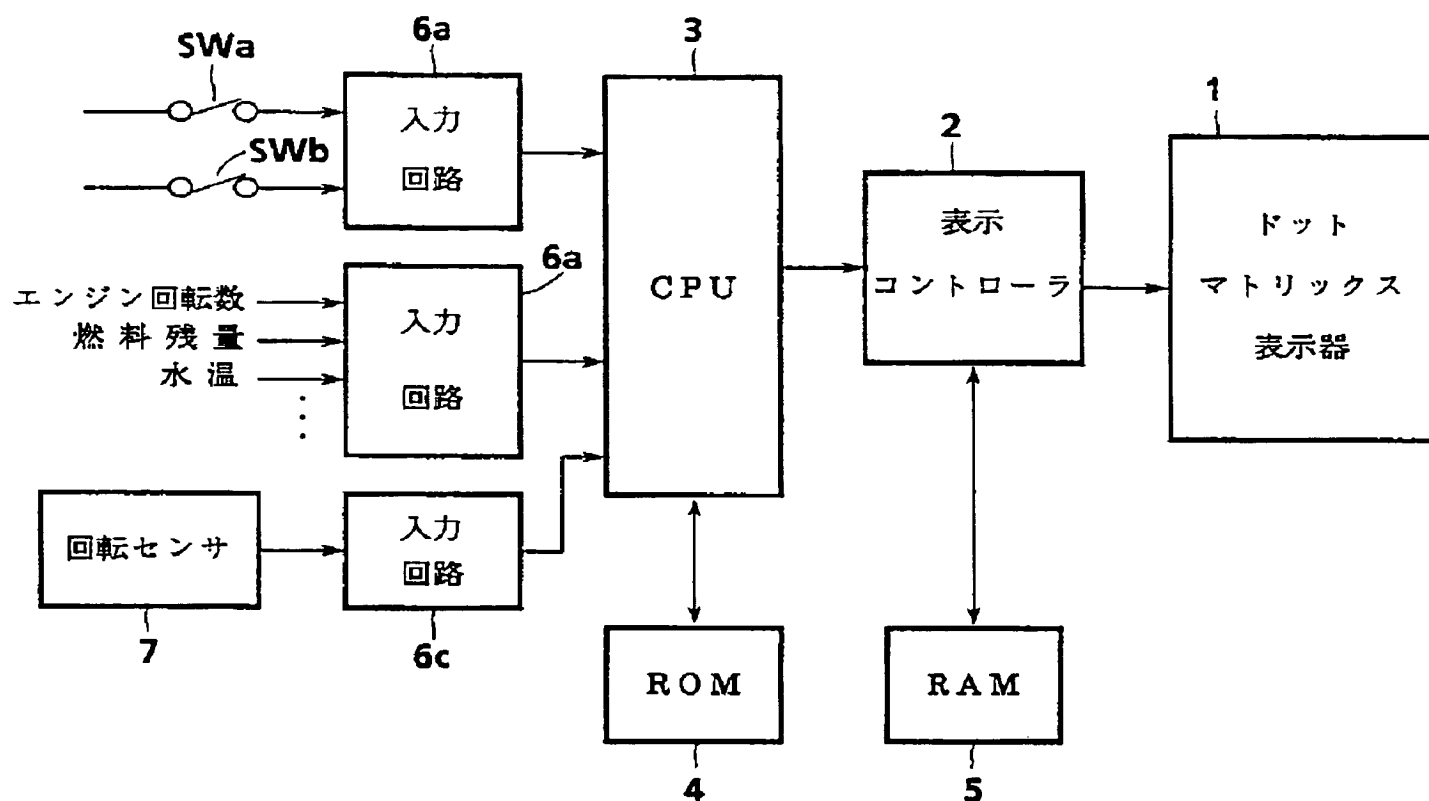 SWa
SWb
6a
入力
回路
エンジン回転数
燃料残量
水温
6a
入力
回路
回転センサ
7
入力
回路
6c
3
CPU
ROM
4
2
表示
コントローラ
RAM
5
1
ドット
マトリックス
表示器